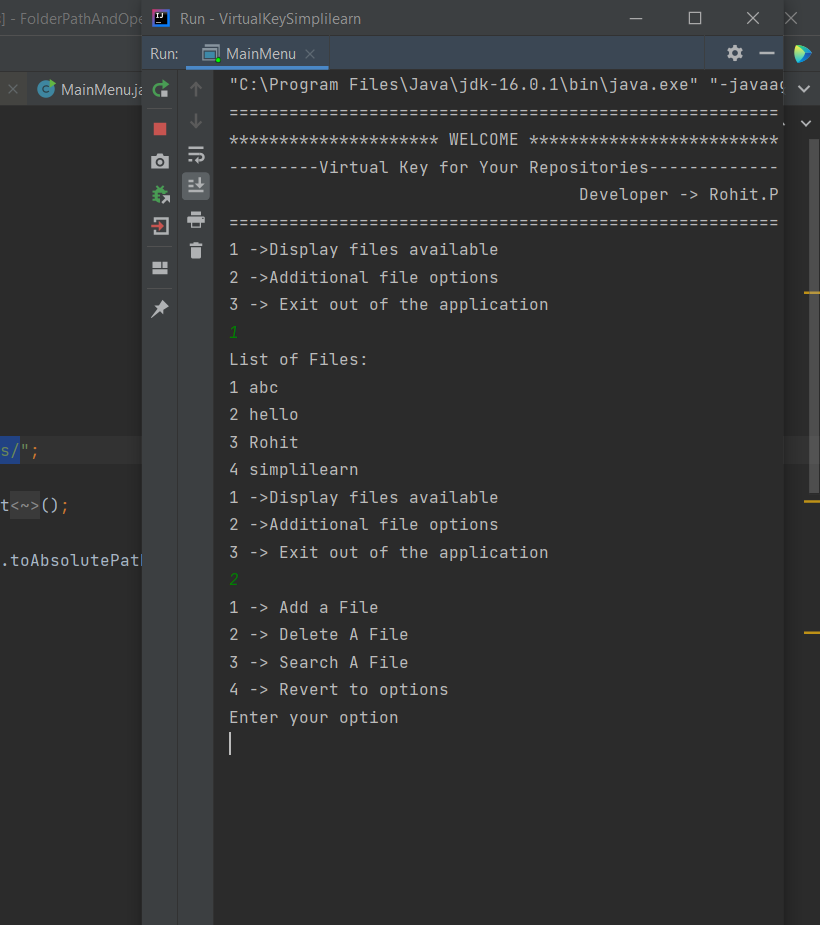 ] - FolderPathAndOpe
Run - VirtualKeySimplilearn
Run:
MainMenu
MainMenu.ja
"C:\Program Files\Java\jdk-16.0.1\bin\java.exe" "-javaag
=======================================================
********************* WELCOME *************************
---------Virtual Key for Your Repositories-------------
Developer -> Rohit.P
=======================================================
1 ->Display files available
2 ->Additional file options
3 -> Exit out of the application
1
List of Files:
1 abc
2 hello
3 Rohit
4 simplilearn
1 ->Display files available
2 ->Additional file options
3 -> Exit out of the application
2
1 -> Add a File
2 -> Delete A File
3 -> Search A File
4 -> Revert to options
Enter your option
s/";
t<~>();
.toAbsolutePath